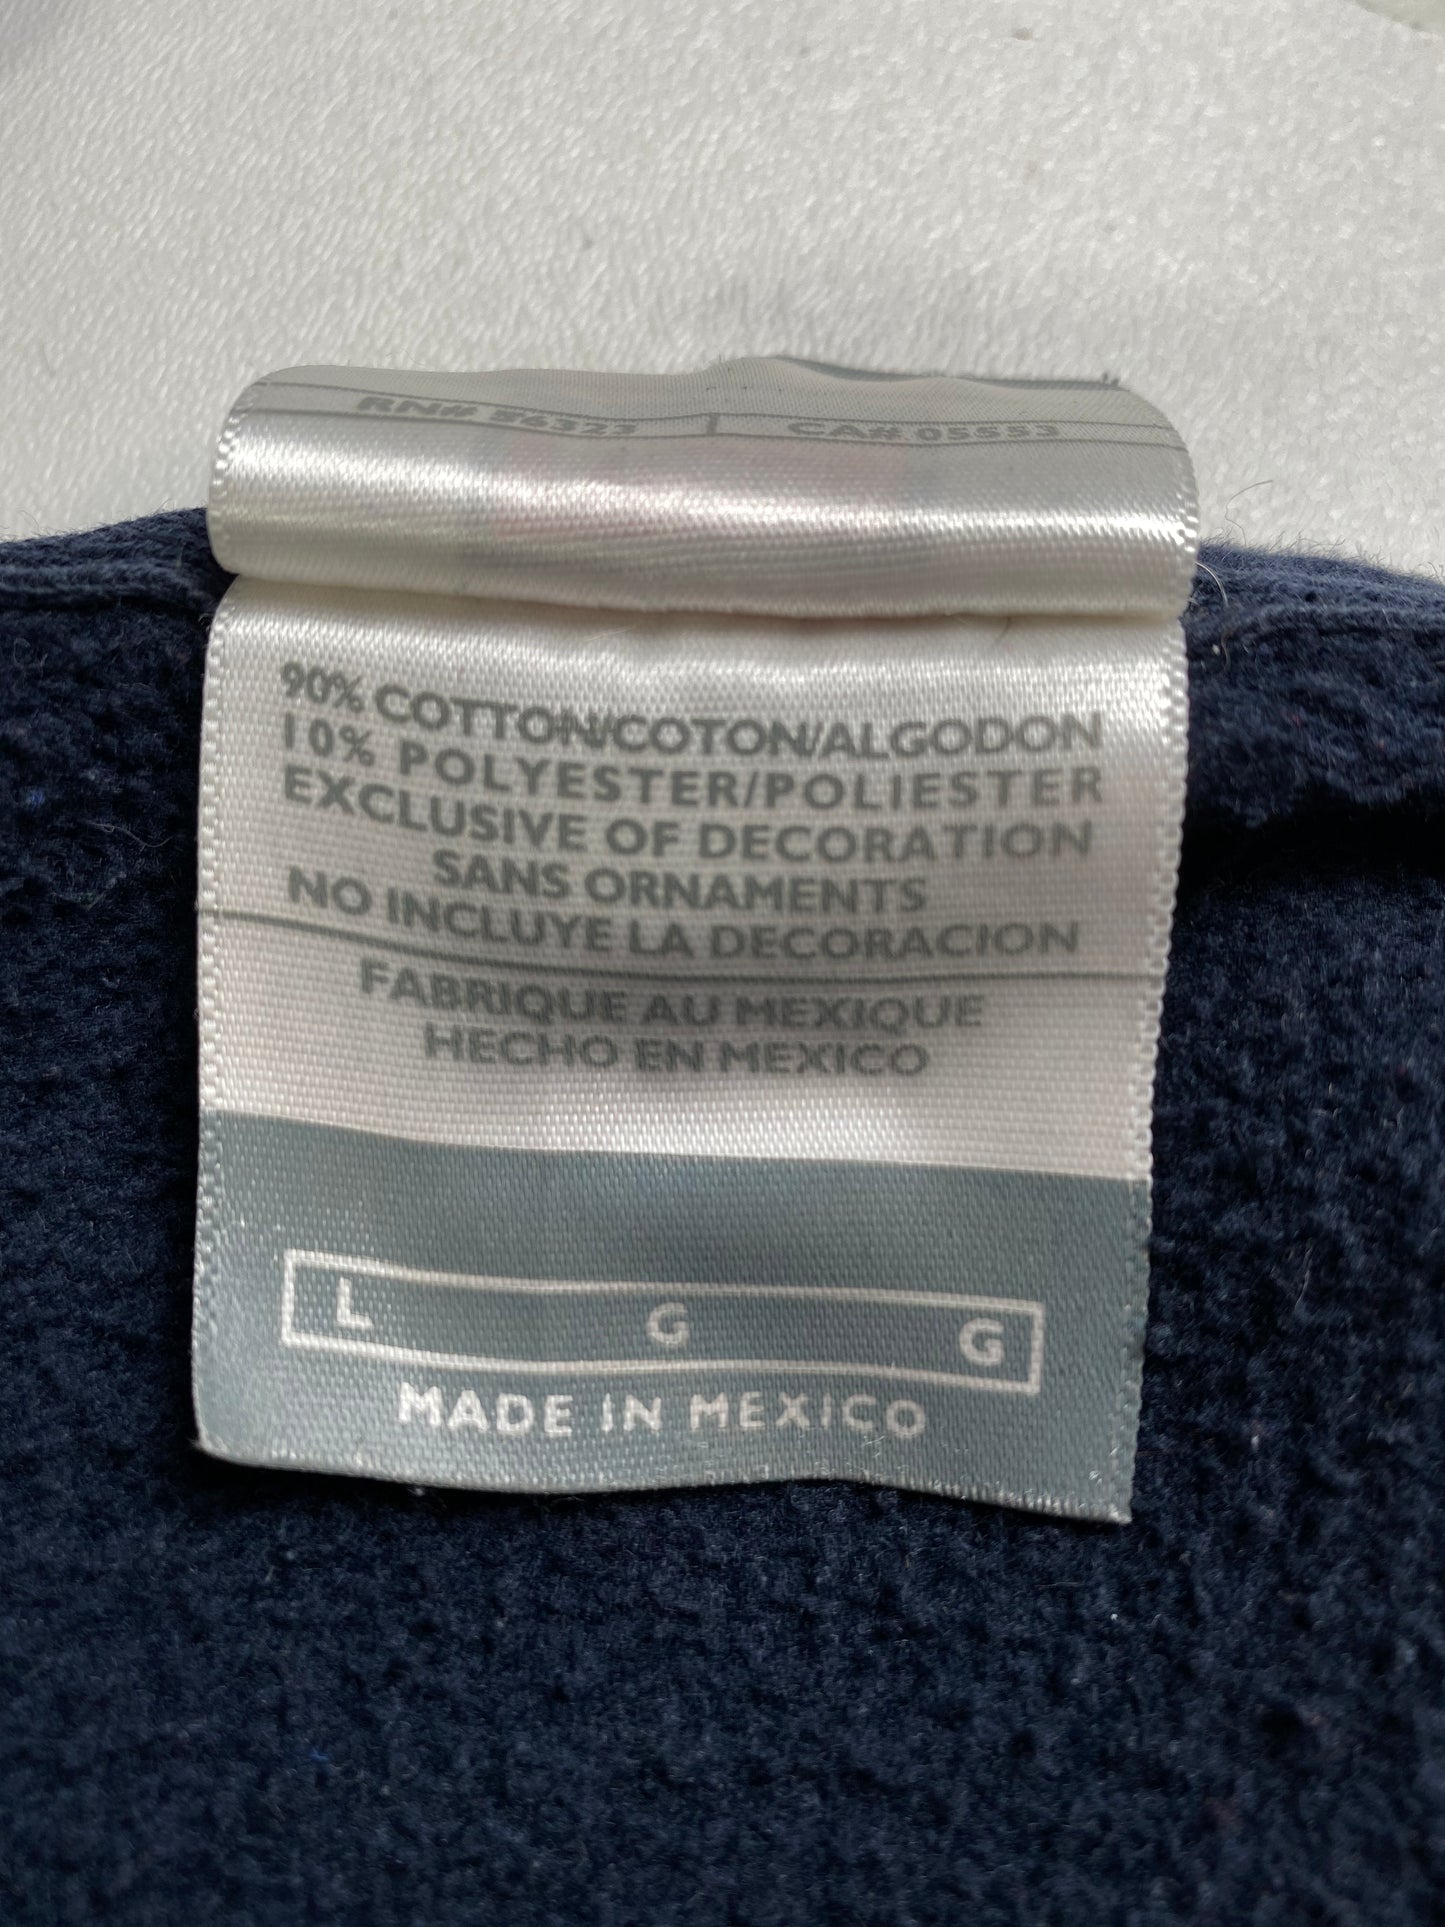 RN# 56323 | CA# 05553
90% COTTON/COTON/ALGODON
10% POLYESTER/POLIESTER
EXCLUSIVE OF DECORATION
SANS ORNAMENTS
NO INCLUYE LA DECORACION
FABRIQUE AU MEXIQUE
HECHO EN MEXICO
L G G
MADE IN MEXICO